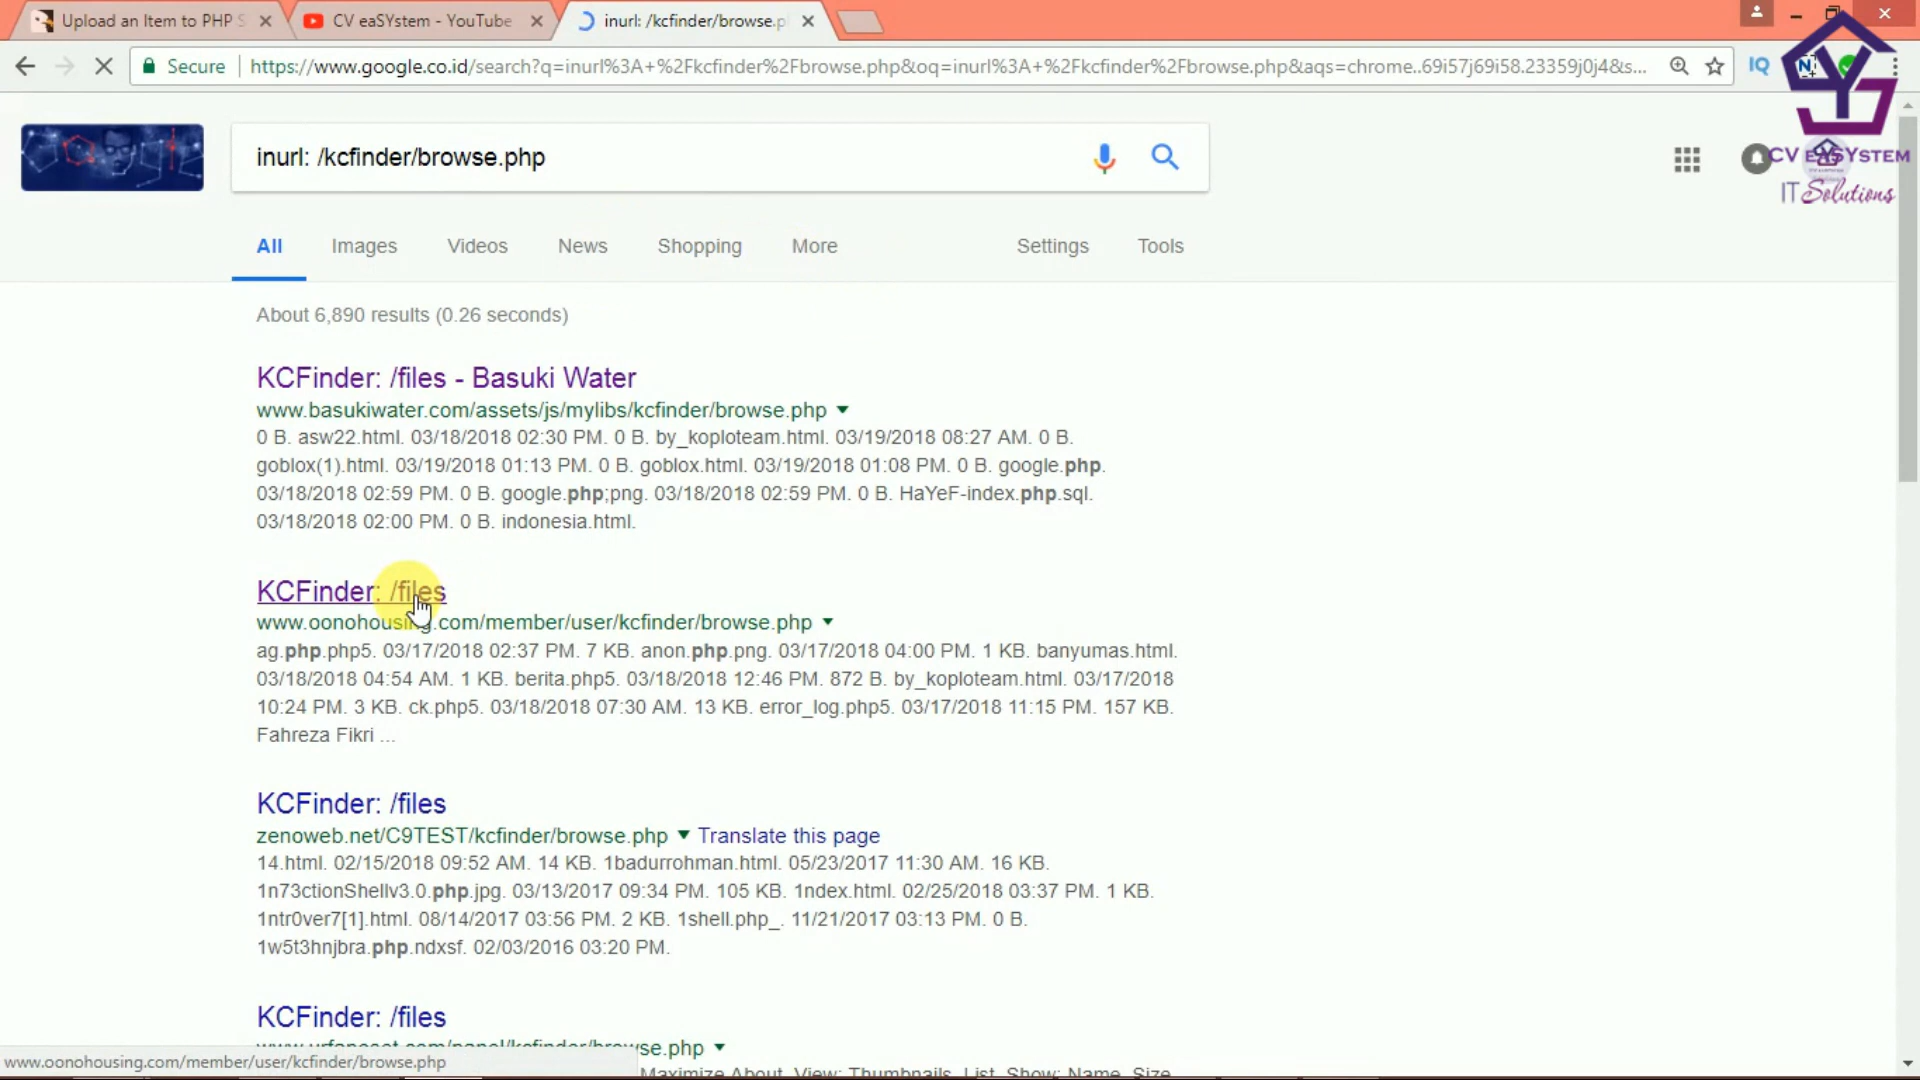 Upload an Item to PHP S
CV eaSYstem - YouTube
inurl: /kcfinder/browse.p
Secure
https://www.google.co.id/search?q=inurl%3A+%2Fkcfinder%2Fbrowse.php&oq=inurl%3A+%2Fkcfinder%2Fbrowse.php&aqs=chrome..69i57j69i58.23359j0j4&s...
IQ
N
inurl: /kcfinder/browse.php
CV eaSYstem
IT Solutions
All
Images
Videos
News
Shopping
More
Settings
Tools
About 6,890 results (0.26 seconds)
KCFinder: /files - Basuki Water
www.basukiwater.com/assets/js/mylibs/kcfinder/browse.php
0 B. asw22.html. 03/18/2018 02:30 PM. 0 B. by_koploteam.html. 03/19/2018 08:27 AM. 0 B.
goblox(1).html. 03/19/2018 01:13 PM. 0 B. goblox.html. 03/19/2018 01:08 PM. 0 B. google.php.
03/18/2018 02:59 PM. 0 B. google.php;png. 03/18/2018 02:59 PM. 0 B. HaYeF-index.php.sql.
03/18/2018 02:00 PM. 0 B. indonesia.html.
KCFinder: /files
www.oonohousing.com/member/user/kcfinder/browse.php
ag.php.php5. 03/17/2018 02:37 PM. 7 KB. anon.php.png. 03/17/2018 04:00 PM. 1 KB. banyumas.html.
03/18/2018 04:54 AM. 1 KB. berita.php5. 03/18/2018 12:46 PM. 872 B. by_koploteam.html. 03/17/2018
10:24 PM. 3 KB. ck.php5. 03/18/2018 07:30 AM. 13 KB. error_log.php5. 03/17/2018 11:15 PM. 157 KB.
Fahreza Fikri ...
KCFinder: /files
zenoweb.net/C9TEST/kcfinder/browse.php
Translate this page
14.html. 02/15/2018 09:52 AM. 14 KB. 1badurrohman.html. 05/23/2017 11:30 AM. 16 KB.
1n73ctionShellv3.0.php.jpg. 03/13/2017 09:34 PM. 105 KB. 1ndex.html. 02/25/2018 03:37 PM. 1 KB.
1ntr0ver7[1].html. 08/14/2017 03:56 PM. 2 KB. 1shell.php_. 11/21/2017 03:13 PM. 0 B.
1w5t3hnjbra.php.ndxsf. 02/03/2016 03:20 PM.
KCFinder: /files
www.oonohousing.com/member/user/kcfinder/browse.php
Maximize About. View: Thumbnails. List. Show: Name. Size.